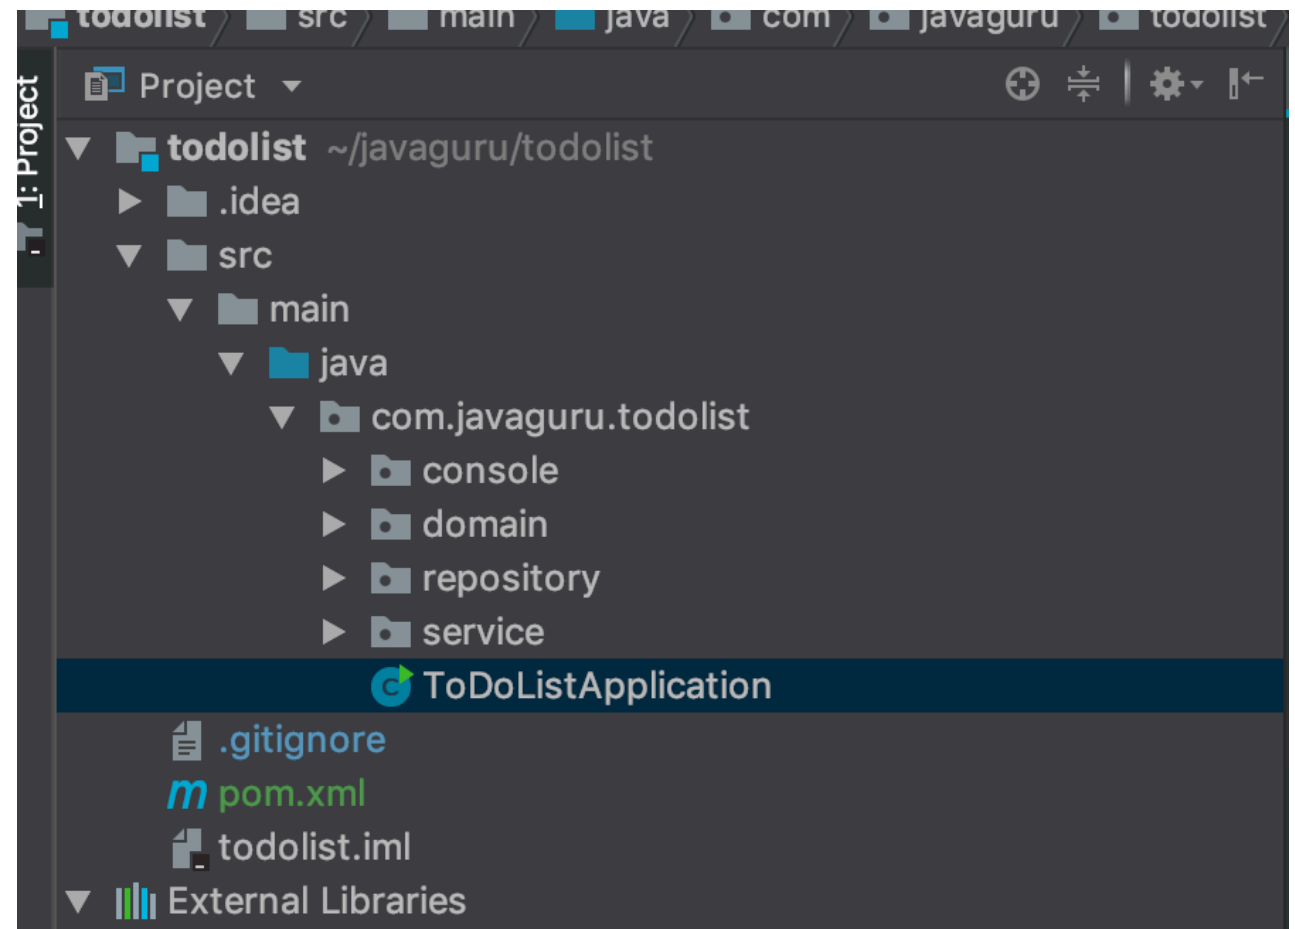 todolist src main java com javaguru todolist
1: Project
Project
todolist ~/javaguru/todolist
.idea
src
main
java
com.javaguru.todolist
console
domain
repository
service
ToDoListApplication
.gitignore
pom.xml
todolist.iml
External Libraries